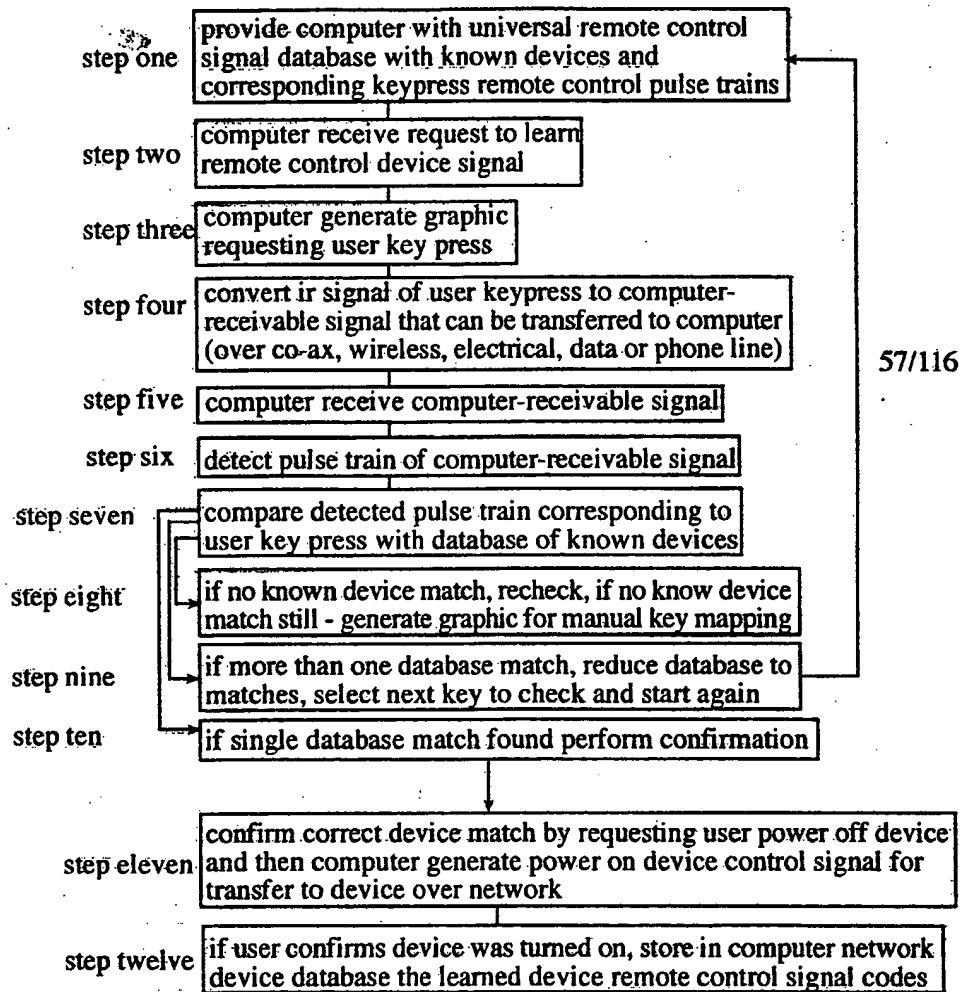 step one
provide computer with universal remote control
signal database with known devices and
corresponding keypress remote control pulse trains
step two
computer receive request to learn
remote control device signal
step three
computer generate graphic
requesting user key press
step four
convert ir signal of user keypress to computer-
receivable signal that can be transferred to computer
(over co-ax, wireless, electrical, data or phone line)
57/116
step five
computer receive computer-receivable signal
step six
detect pulse train of computer-receivable signal
step seven
compare detected pulse train corresponding to
user key press with database of known devices
step eight
if no known device match, recheck, if no know device
match still - generate graphic for manual key mapping
step nine
if more than one database match, reduce database to
matches, select next key to check and start again
step ten
if single database match found perform confirmation
step eleven
confirm correct device match by requesting user power off device
and then computer generate power on device control signal for
transfer to device over network
step twelve
if user confirms device was turned on, store in computer network
device database the learned device remote control signal codes